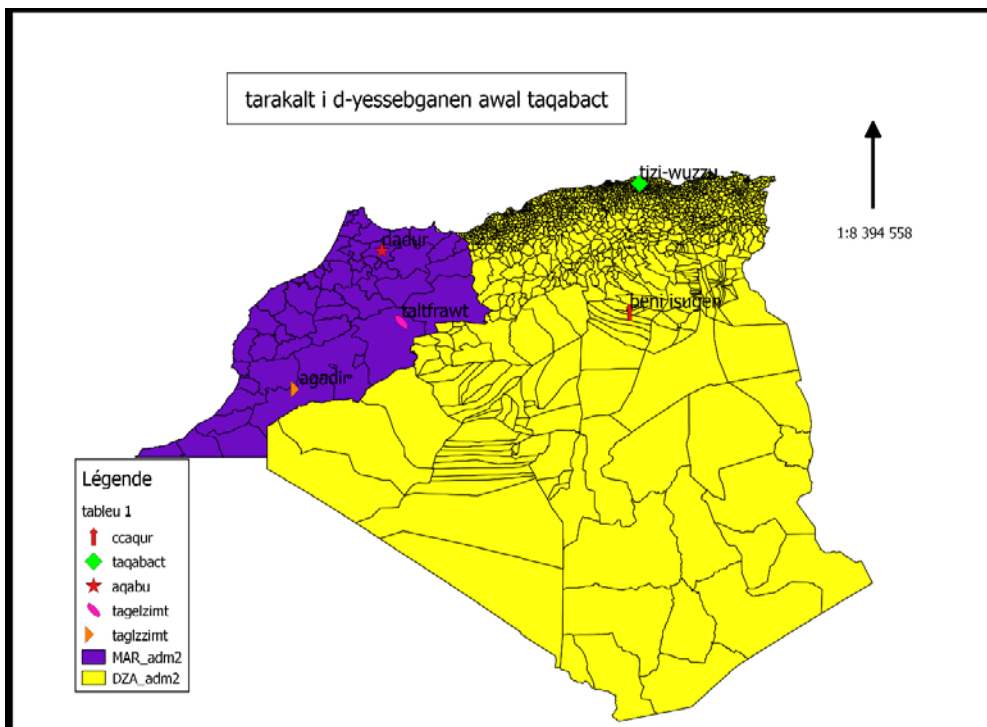 tarakalt i d-yessebganen awal taqabact
tizi-wuzzu
1:8 394 558
nadur
beni isugen
taltfrawt
agadir
Légende
tableu 1
ccaqur
taqabact
aqabu
tagelzimt
taglzzimt
MAR_adm2
DZA_adm2